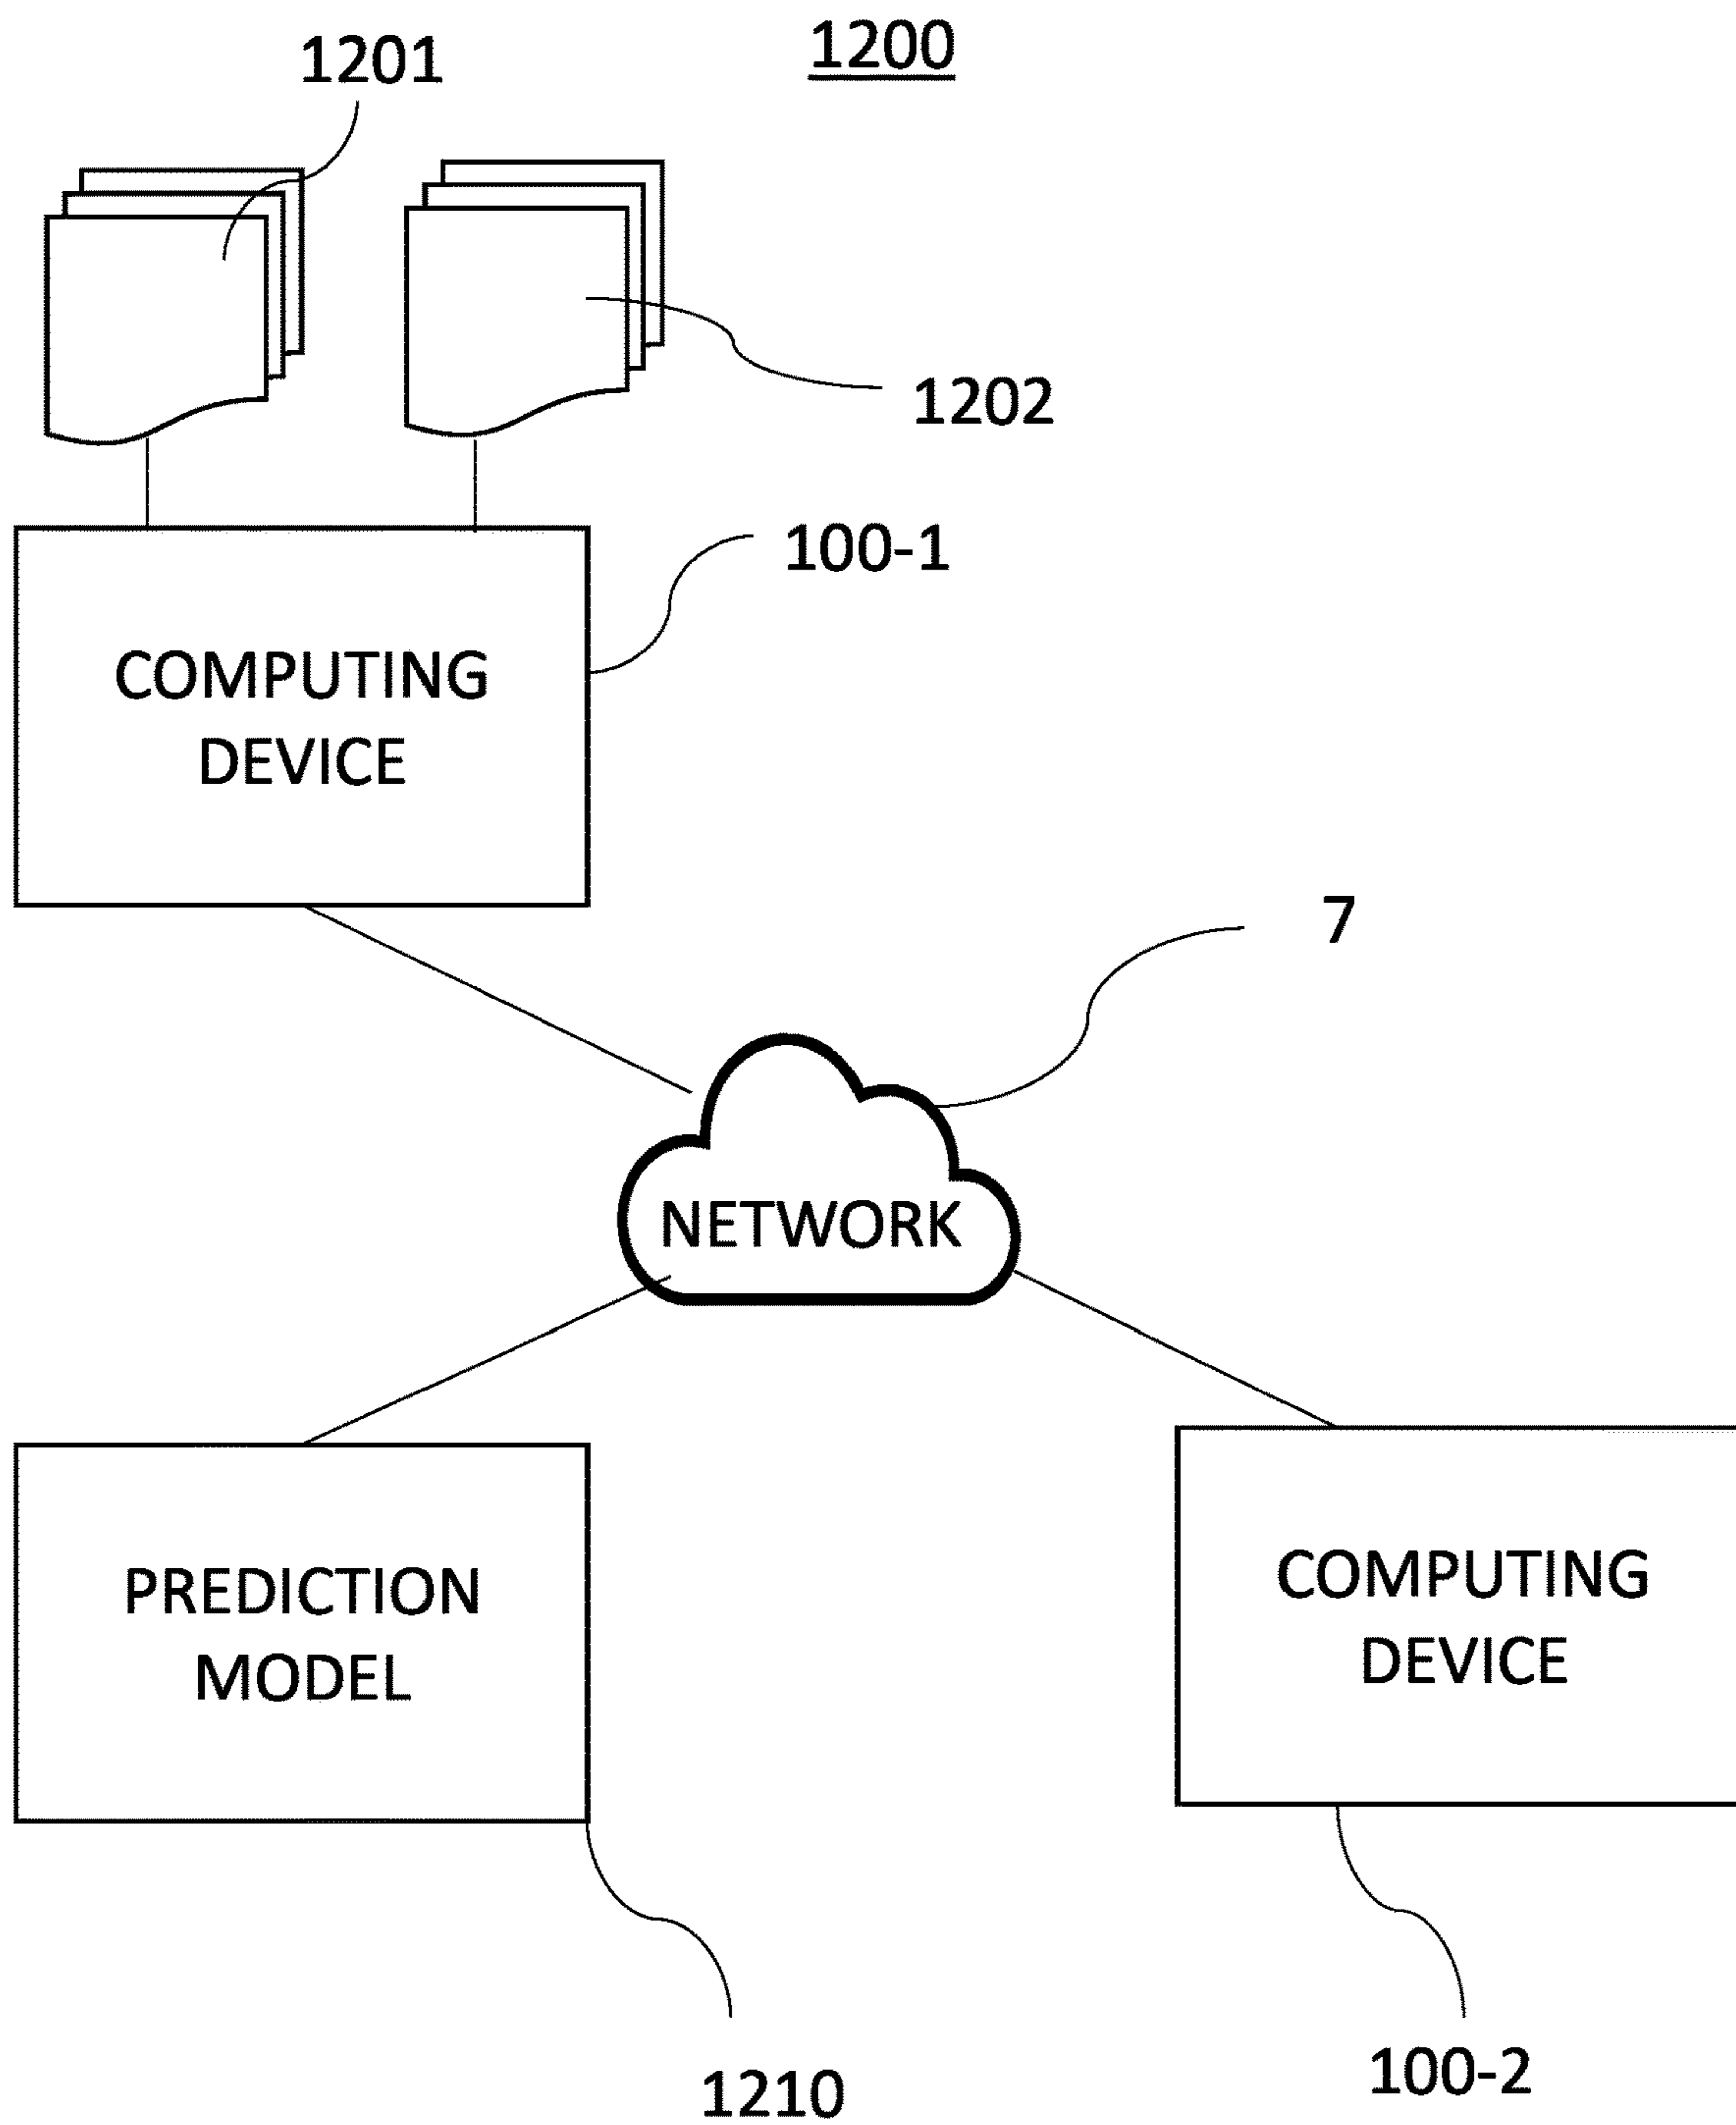 1200
1201
1202
100-1
COMPUTING
DEVICE
7
NETWORK
PREDICTION
MODEL
COMPUTING
DEVICE
1210
100-2